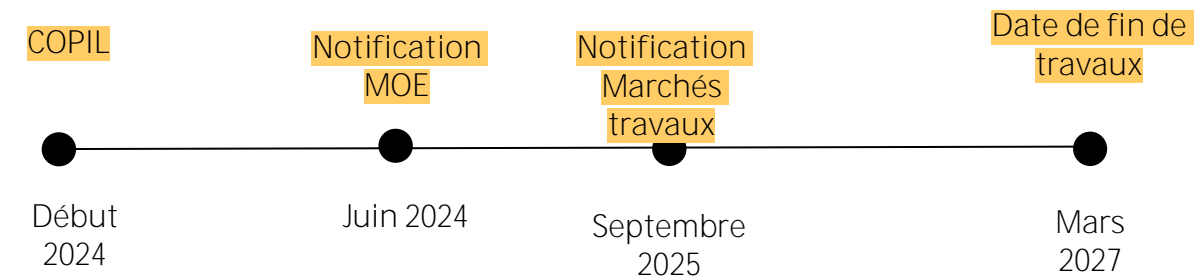 COPIL
Notification
MOE
Notification
Marchés
travaux
Date de fin de
travaux
Début
2024
Juin 2024
Septembre
2025
Mars
2027